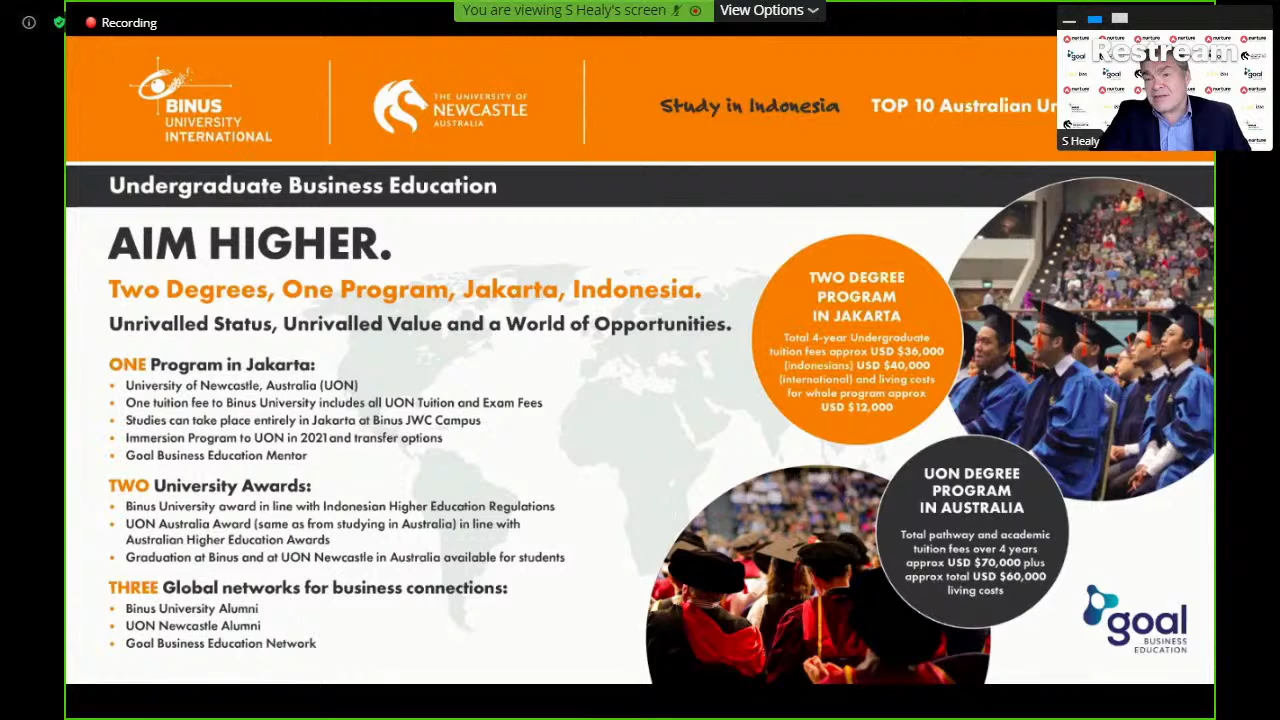 You are viewing S Healy's screen
View Options
Recording
Restream
S Healy
BINUS
UNIVERSITY
INTERNATIONAL
THE UNIVERSITY OF
NEWCASTLE
AUSTRALIA
Study in Indonesia
TOP 10 Australian Un
Undergraduate Business Education
AIM HIGHER.
Two Degrees, One Program, Jakarta, Indonesia.
Unrivalled Status, Unrivalled Value and a World of Opportunities.
ONE Program in Jakarta:
• University of Newcastle, Australia (UON)
• One tuition fee to Binus University includes all UON Tuition and Exam Fees
• Studies can take place entirely in Jakarta at Binus JWC Campus
• Immersion Program to UON in 2021 and transfer options
• Goal Business Education Mentor
TWO University Awards:
• Binus University award in line with Indonesian Higher Education Regulations
• UON Australia Award (same as from studying in Australia) in line with
Australian Higher Education Awards
• Graduation at Binus and at UON Newcastle in Australia available for students
THREE Global networks for business connections:
• Binus University Alumni
• UON Newcastle Alumni
• Goal Business Education Network
TWO DEGREE
PROGRAM
IN JAKARTA
Total 4-year Undergraduate
tuition fees approx USD $36,000
(indonesians) USD $40,000
(international) and living costs
for whole program approx
USD $12,000
UON DEGREE
PROGRAM
IN AUSTRALIA
Total pathway and academic
tuition fees over 4 years
approx USD $70,000 plus
approx total USD $60,000
living costs
goal
BUSINESS
EDUCATION